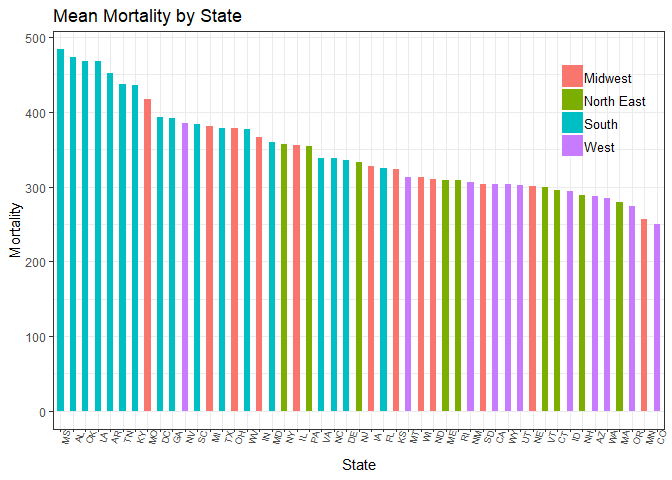 Mean Mortality by State
500
400
300
200
100
0
Mortality
Midwest
North East
South
West
MS AL OK LA AR TN KY MO DC GA NV SC MI TX OH WV IN MD NY IL PA VA NC DE NJ IA FL KS MT WI ND ME RI NM SD CA WY UT NE VT CT ID NH AZ WA MA OR MN CO
State